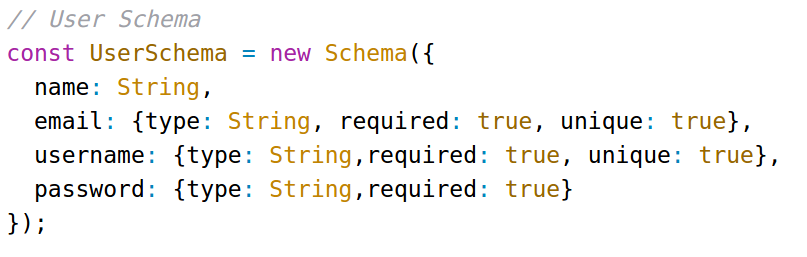 // User Schema
const UserSchema = new Schema({
  name: String,
  email: {type: String, required: true, unique: true},
  username: {type: String,required: true, unique: true},
  password: {type: String,required: true}
});